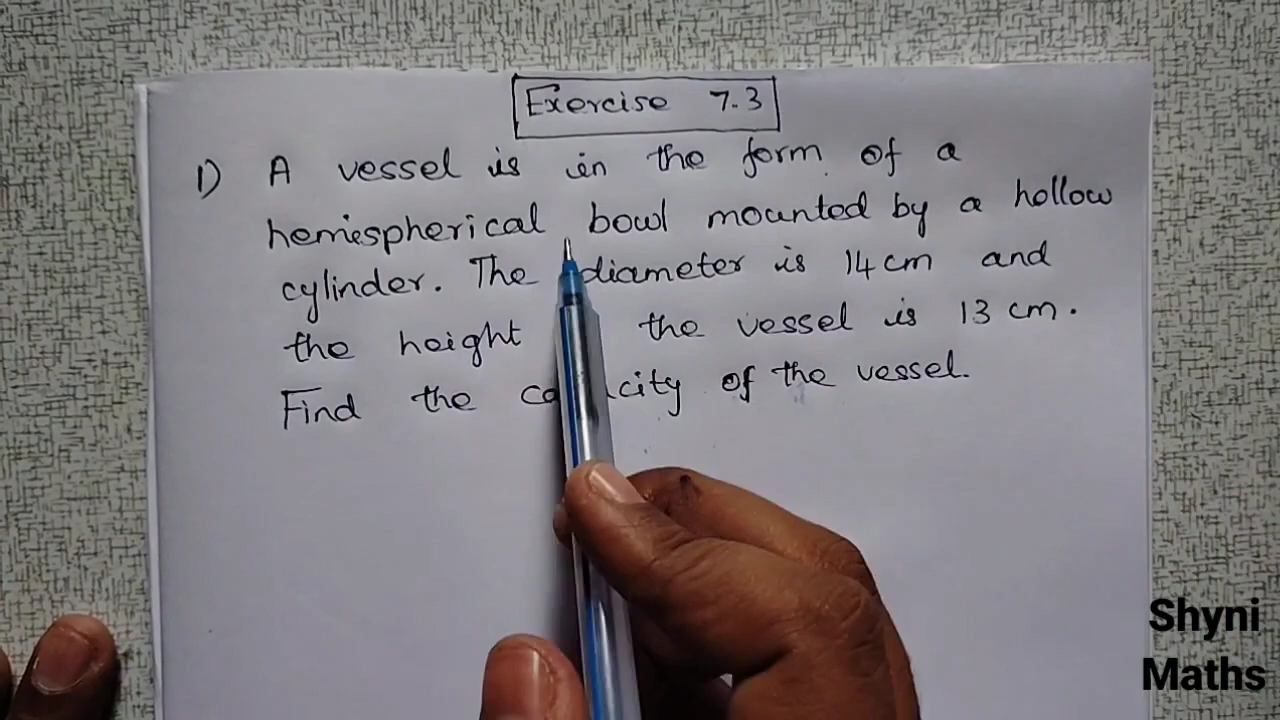 Exercise 7.3
1) A vessel is in the form of a
hemispherical bowl mounted by a hollow
cylinder. The diameter is 14 cm and
the height the vessel is 13 cm.
Find the of the vessel.
Shyni
Maths